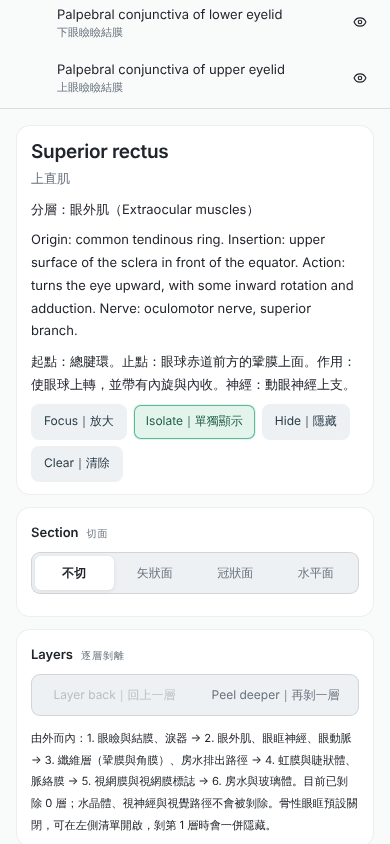 Palpebral conjunctiva of lower eyelid
下眼瞼瞼結膜
Palpebral conjunctiva of upper eyelid
上眼瞼瞼結膜
Superior rectus
上直肌
分層：眼外肌（Extraocular muscles）
Origin: common tendinous ring. Insertion: upper
surface of the sclera in front of the equator. Action:
turns the eye upward, with some inward rotation and
adduction. Nerve: oculomotor nerve, superior
branch.
起點：總腱環。止點：眼球赤道前方的鞏膜上面。作用：
使眼球上轉，並帶有內旋與內收。神經：動眼神經上支。
Focus｜放大
Isolate｜單獨顯示
Hide｜隱藏
Clear｜清除
Section 切面
不切 矢狀面 冠狀面 水平面
Layers 逐層剝離
Layer back｜回上一層 Peel deeper｜再剝一層
由外而內：1. 眼瞼與結膜、淚器 → 2. 眼外肌、眼眶神經、眼動脈
→ 3. 纖維層（鞏膜與角膜）、房水排出路徑 → 4. 虹膜與睫狀體、
脈絡膜 → 5. 視網膜與視網膜標誌 → 6. 房水與玻璃體。目前已剝
除 0 層；水晶體、視神經與視覺路徑不會被剝除。骨性眼眶預設關
閉，可在左側清單開啟，剝第 1 層時會一併隱藏。